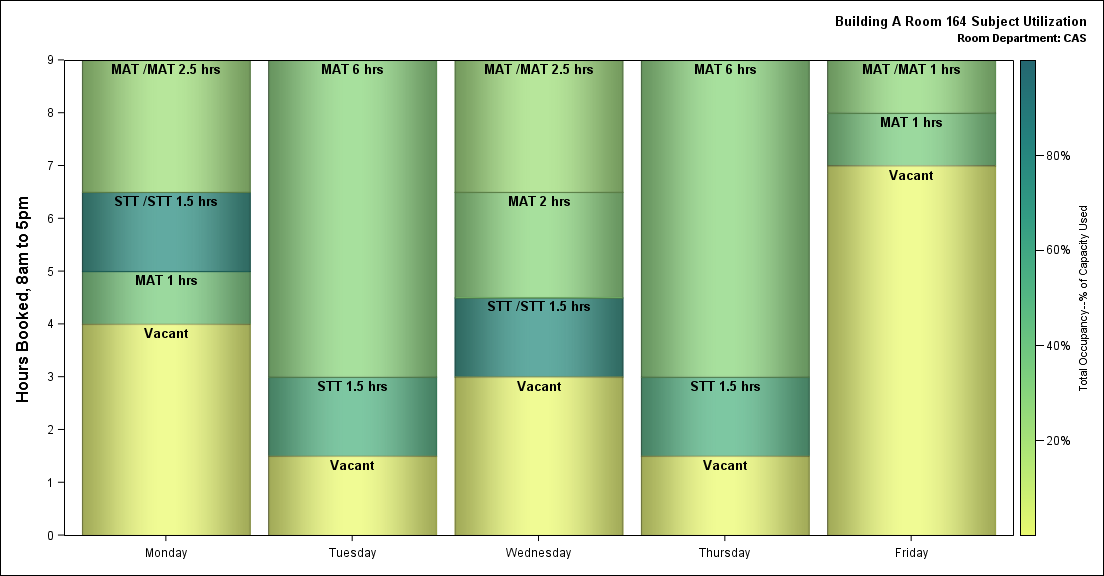 Building A Room 164 Subject Utilization
Room Department: CAS
Hours Booked, 8am to 5pm
9
8
7
6
5
4
3
2
1
0
MAT /MAT 2.5 hrs
STT /STT 1.5 hrs
MAT 1 hrs
Vacant
Monday
MAT 6 hrs
STT 1.5 hrs
Vacant
Tuesday
MAT /MAT 2.5 hrs
MAT 2 hrs
STT /STT 1.5 hrs
Vacant
Wednesday
MAT 6 hrs
STT 1.5 hrs
Vacant
Thursday
MAT /MAT 1 hrs
MAT 1 hrs
Vacant
Friday
80%
60%
40%
20%
Total Occupancy--% of Capacity Used